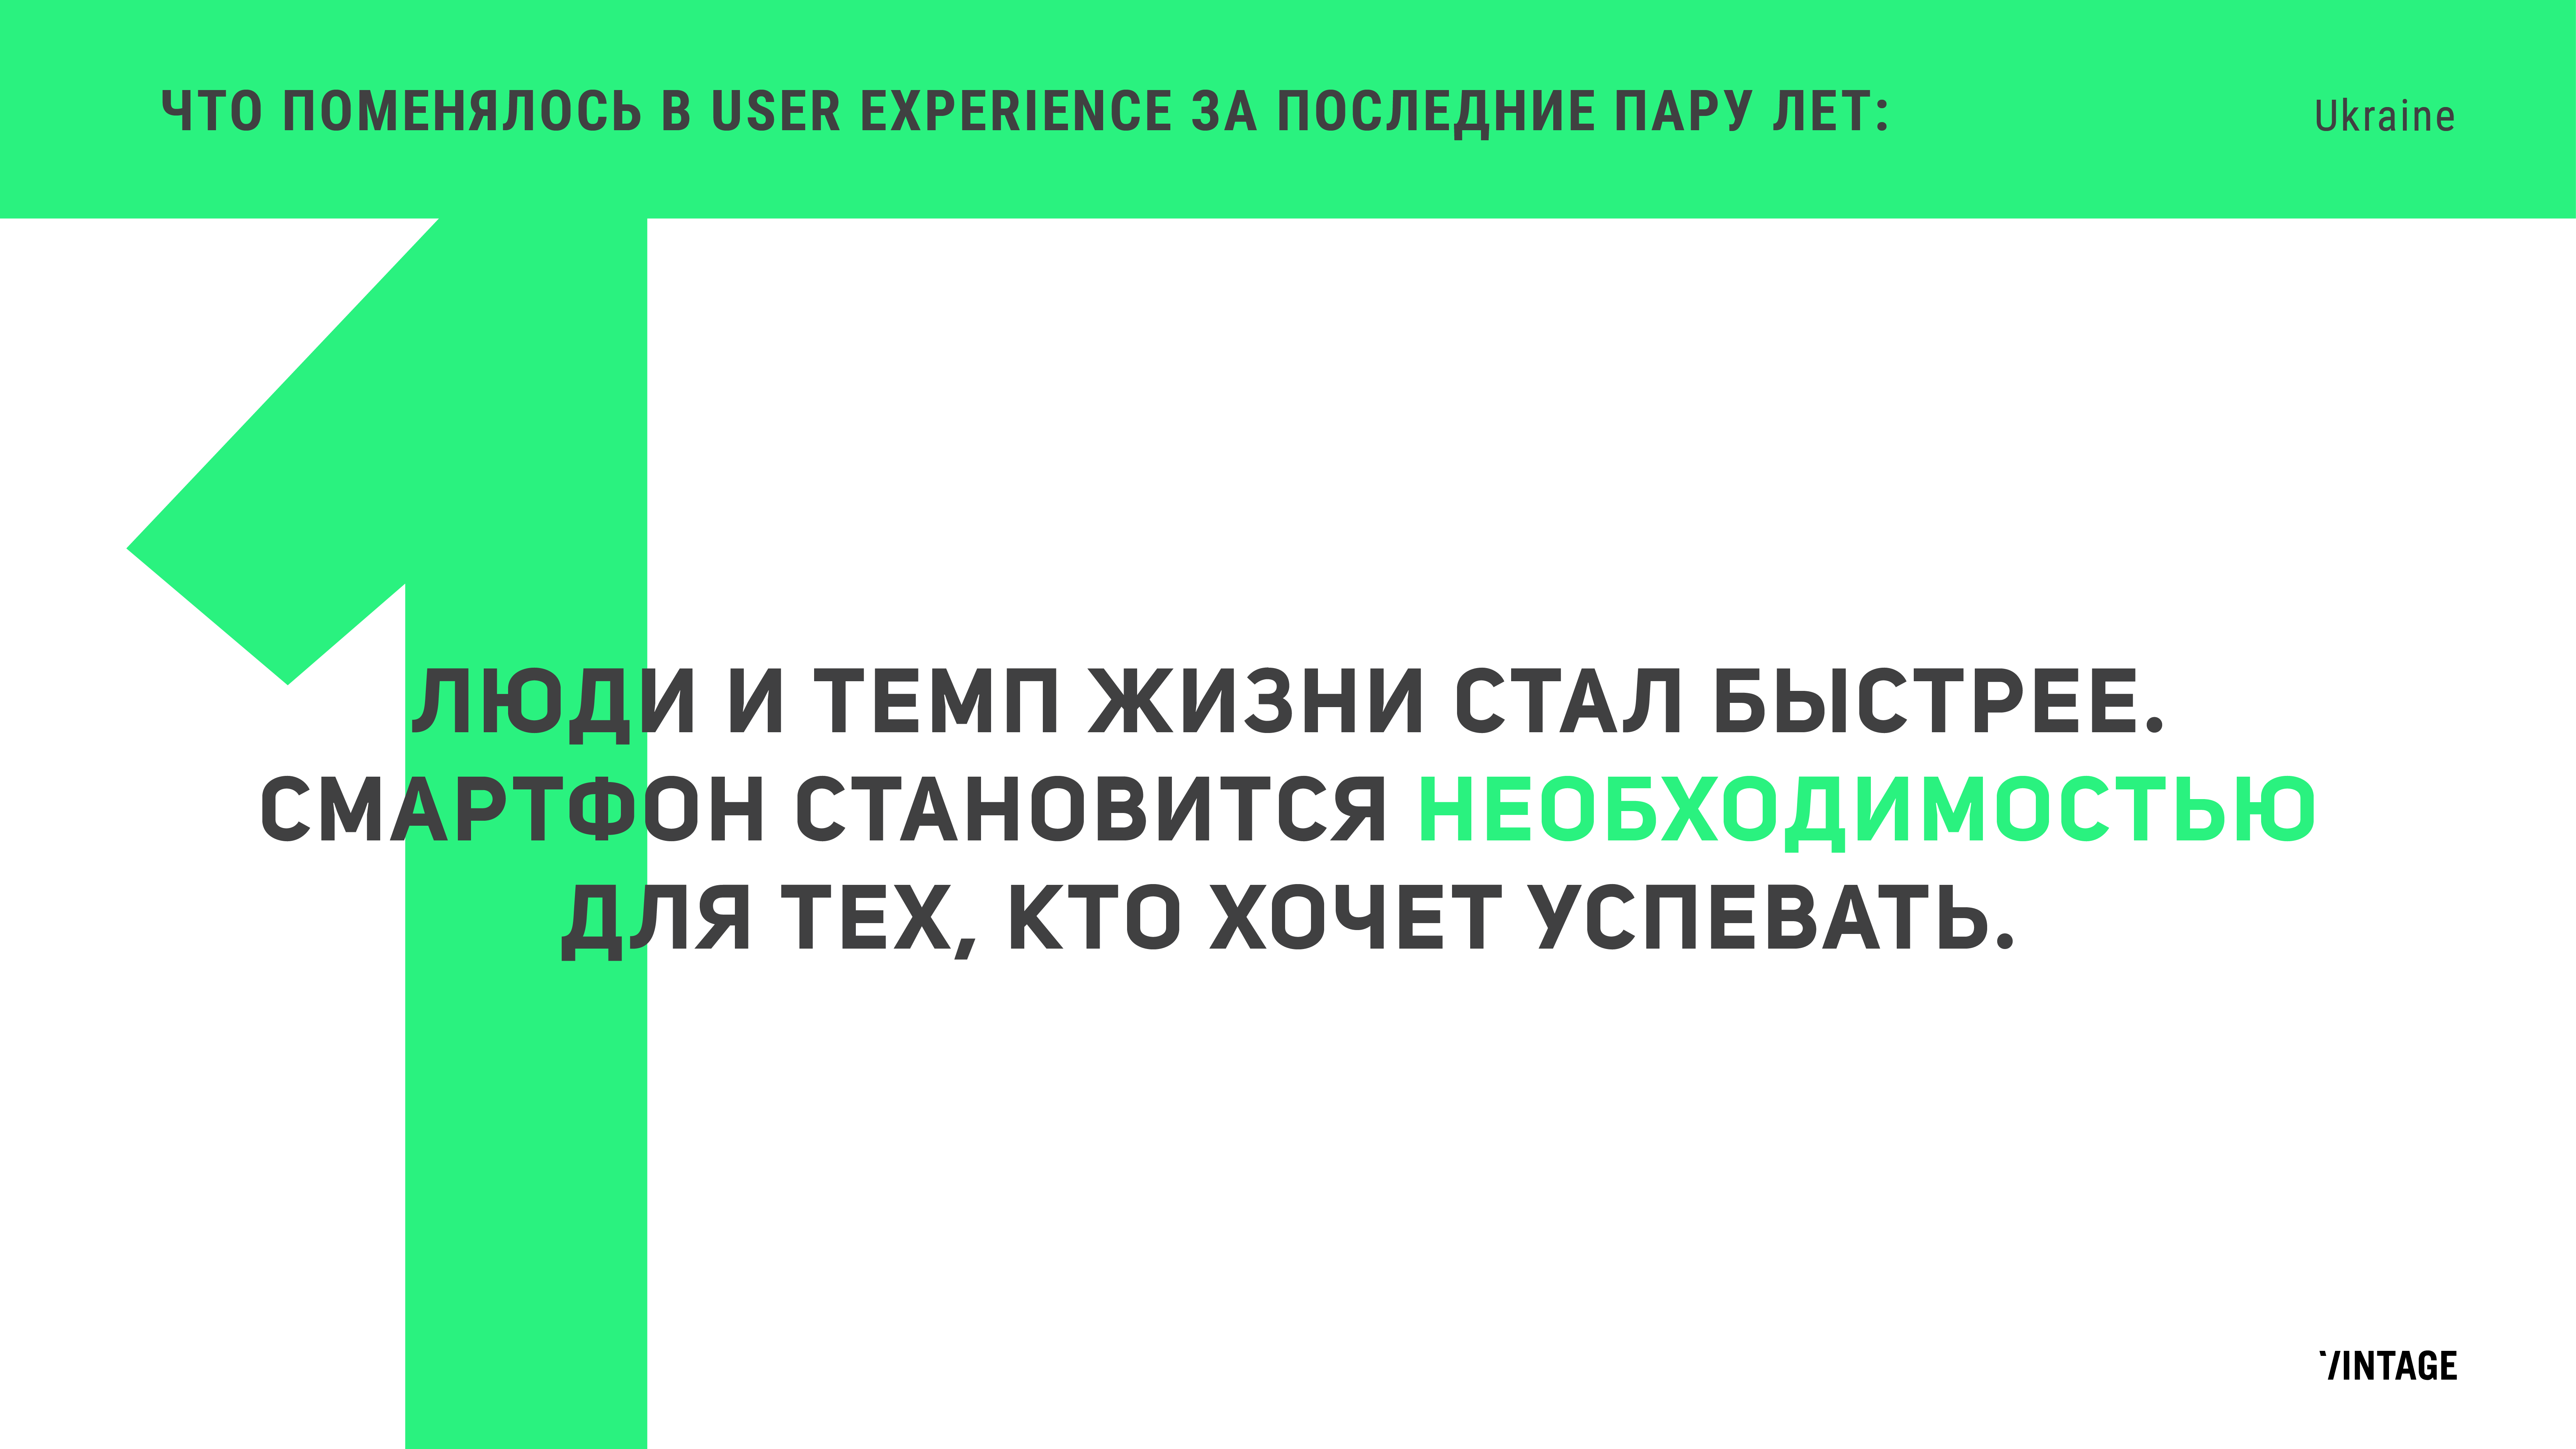 ЧТО ПОМЕНЯЛОСЬ В USER EXPERIENCE ЗА ПОСЛЕДНИЕ ПАРУ ЛЕТ:
Ukraine
1
ЛЮДИ И ТЕМП ЖИЗНИ СТАЛ БЫСТРЕЕ.
СМАРТФОН СТАНОВИТСЯ НЕОБХОДИМОСТЬЮ
ДЛЯ ТЕХ, КТО ХОЧЕТ УСПЕВАТЬ.
VINTAGE